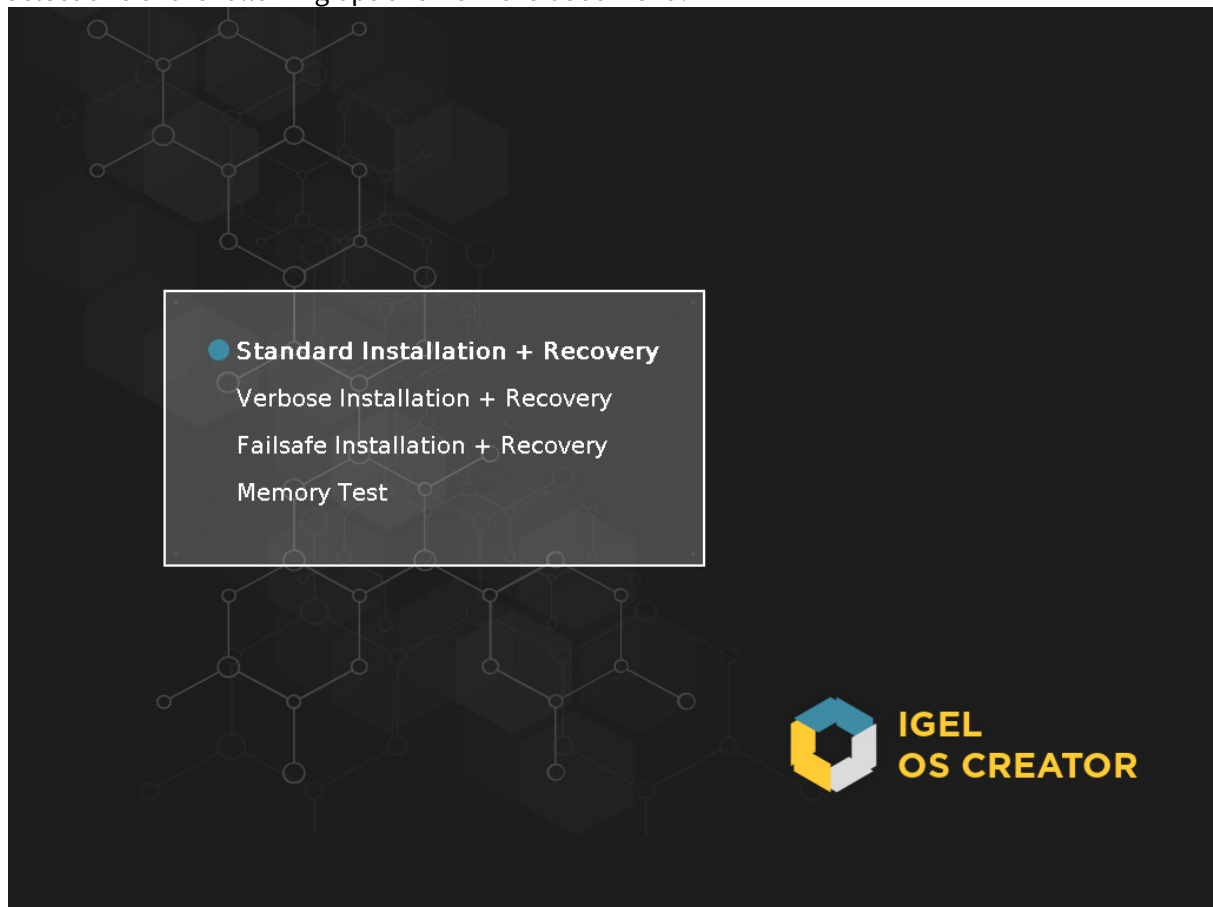 Standard Installation + Recovery
Verbose Installation + Recovery
Failsafe Installation + Recovery
Memory Test
IGEL
OS CREATOR